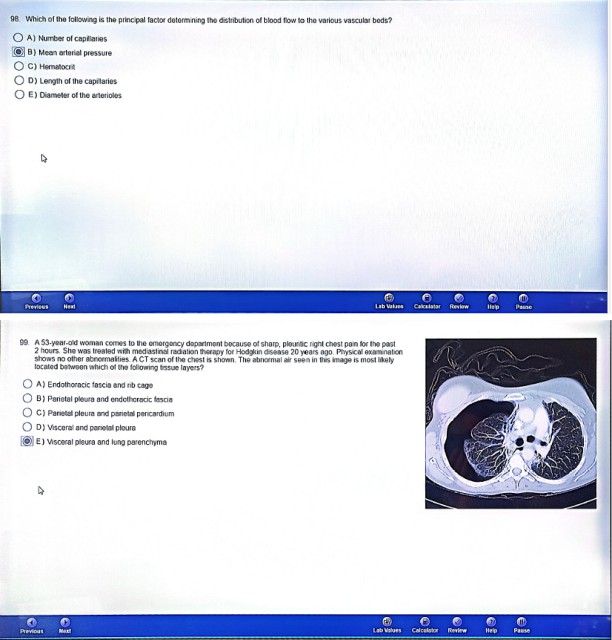 98. Which of the following is the principal factor determining the distribution of blood flow to the various vascular beds?
A) Number of capillaries
B) Mean arterial pressure
C) Hematocrit
D) Length of the capillaries
E) Diameter of the arterioles
Previous Next Lab Values Calculator Review Help Pause
99. A 53-year-old woman comes to the emergency department because of sharp, pleuritic right chest pain for the past
2 hours. She was treated with mediastinal radiation therapy for Hodgkin disease 20 years ago. Physical examination
shows no other abnormalities. A CT scan of the chest is shown. The abnormal air seen in this image is most likely
located between which of the following tissue layers?
A) Endothoracic fascia and rib cage
B) Parietal pleura and endothoracic fascia
C) Parietal pleura and parietal pericardium
D) Visceral and parietal pleura
E) Visceral pleura and lung parenchyma
Previous Next Lab Values Calculator Review Help Pause